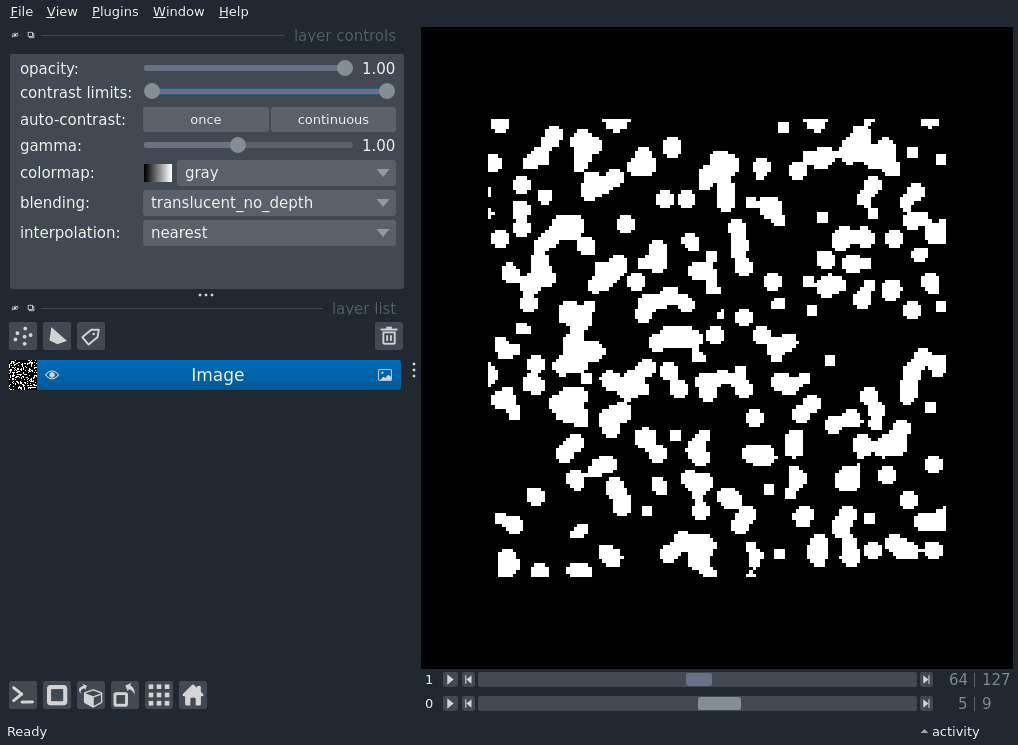 File View Plugins Window Help
layer controls
opacity: 1.00
contrast limits:
auto-contrast: once continuous
gamma: 1.00
colormap: gray
blending: translucent_no_depth
interpolation: nearest
layer list
Image
1 64 | 127
0 5 | 9
Ready activity